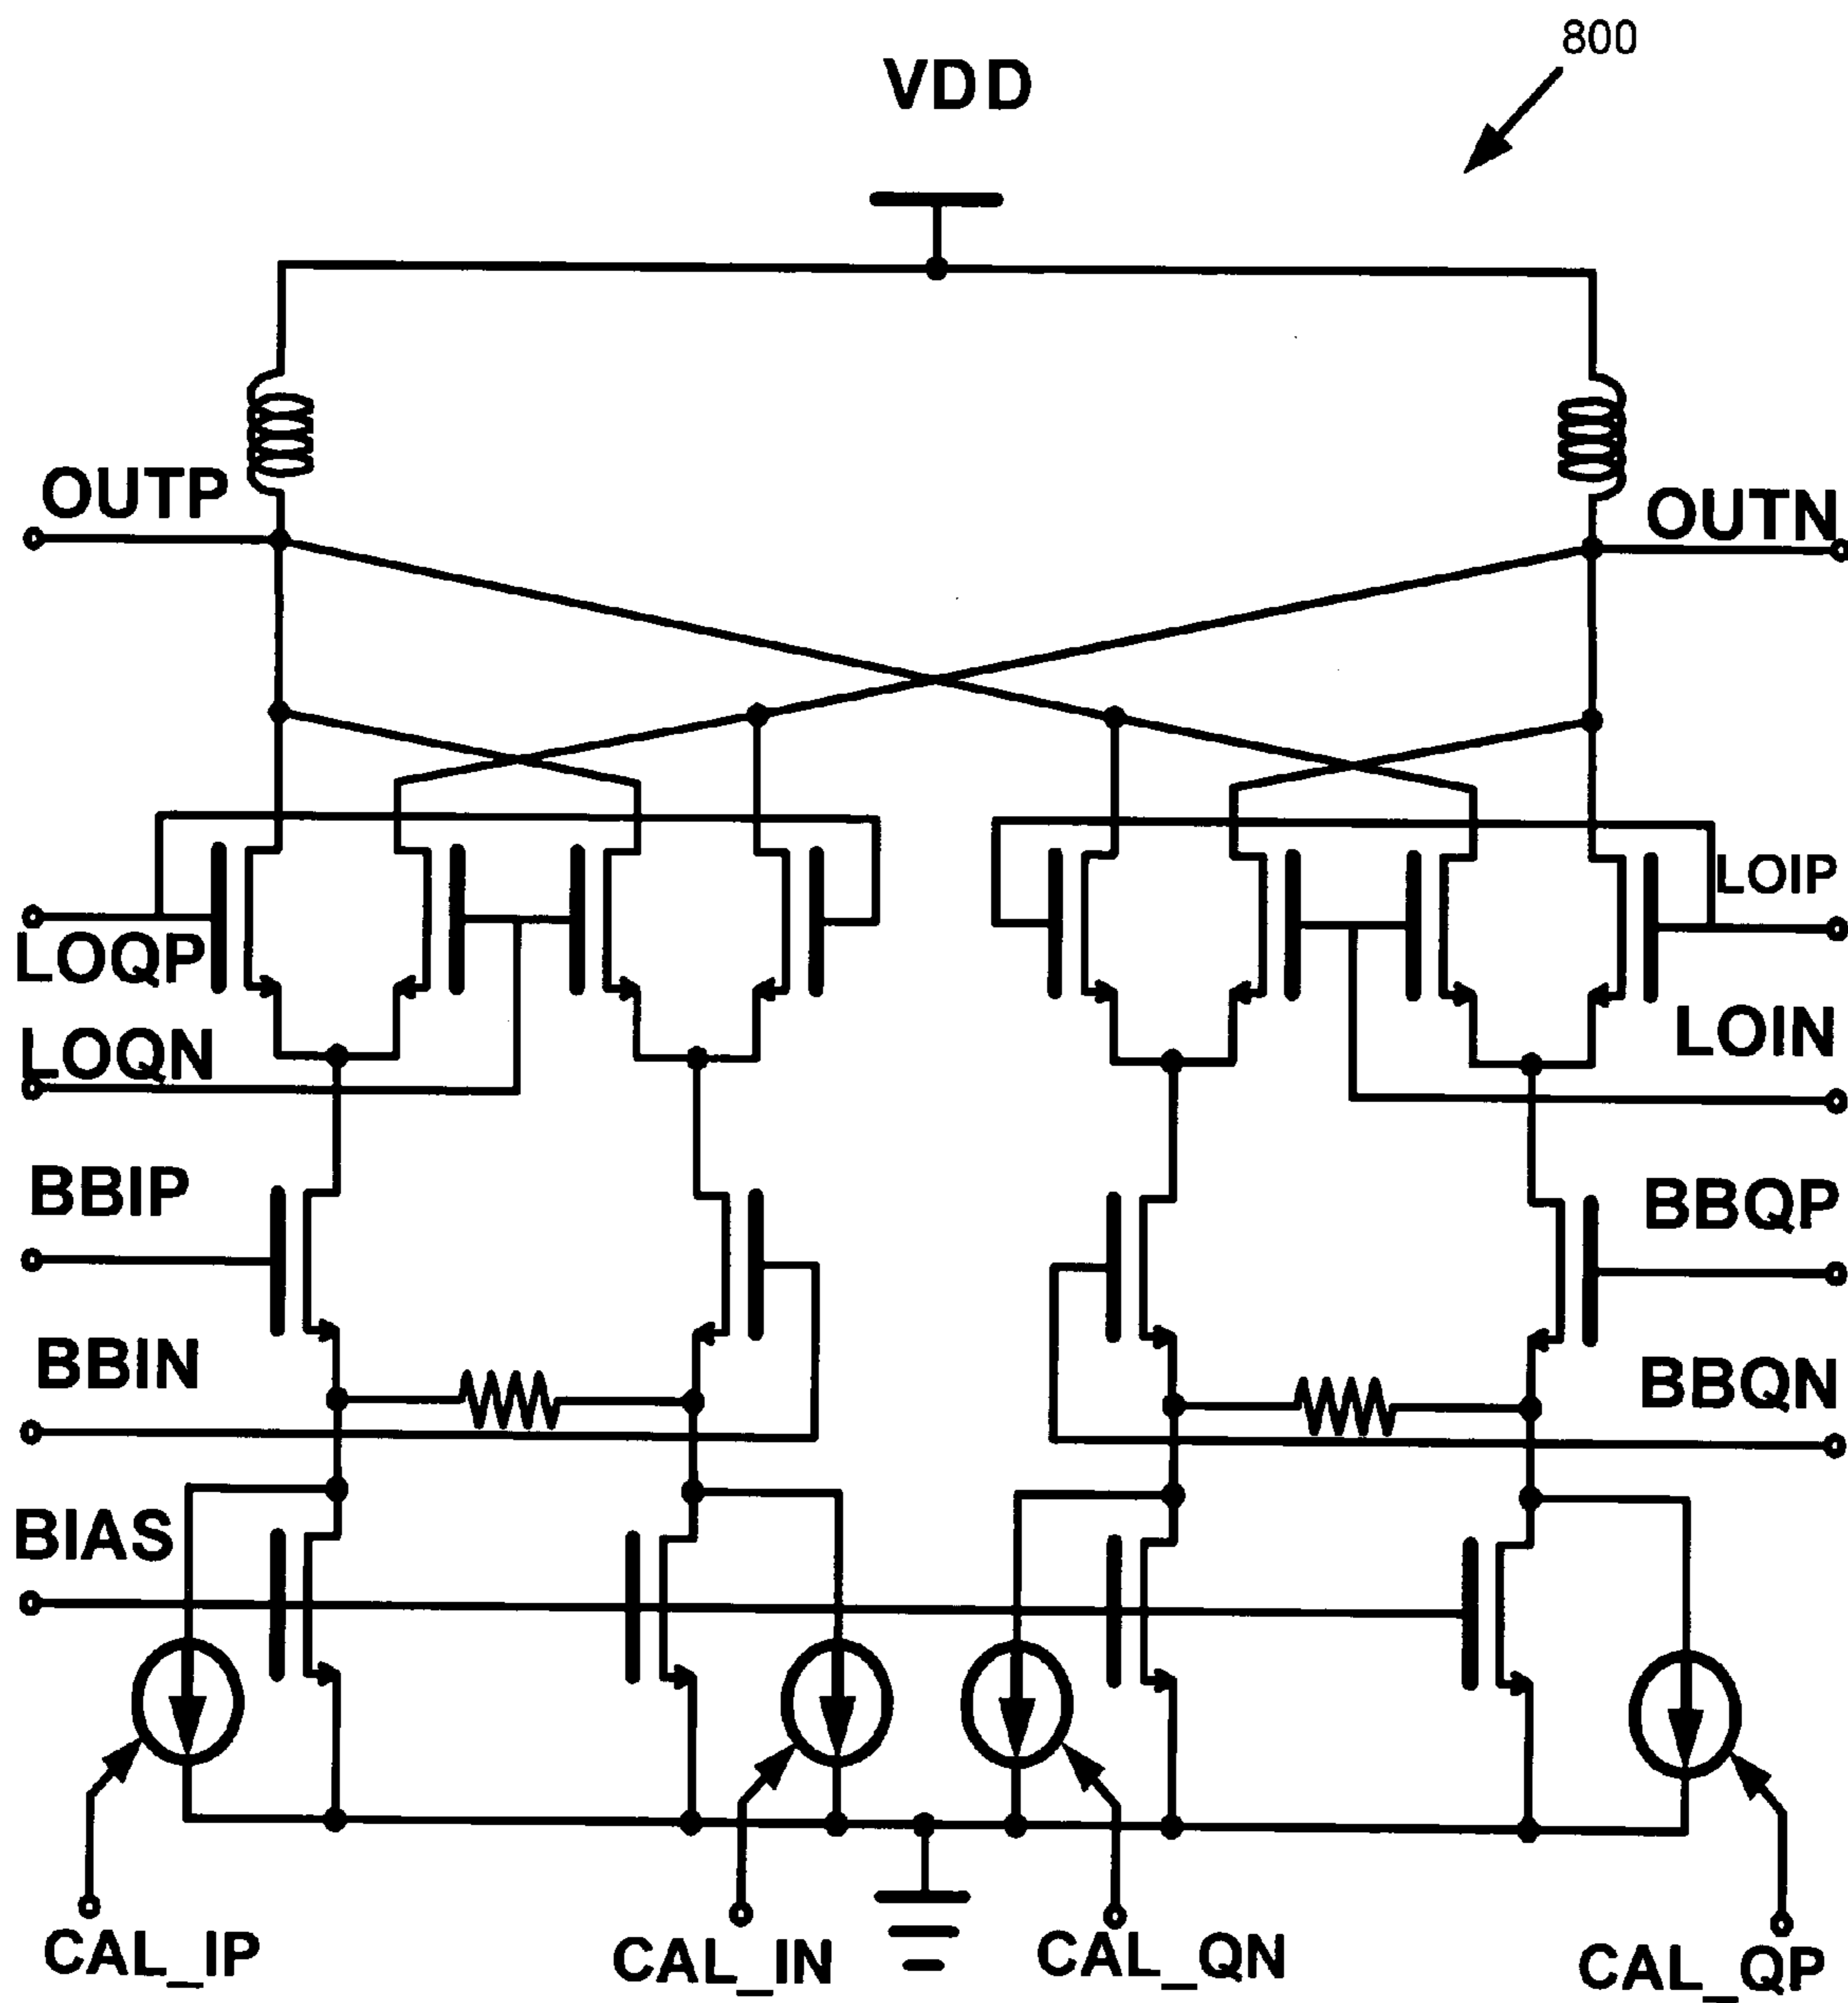 800
VDD
OUTP
OUTN
LOIP
LOQP
LOIN
LOQN
BBIP
BBQP
BBIN
BBQN
BIAS
CAL_IP
CAL_IN
CAL_QN
CAL_QP